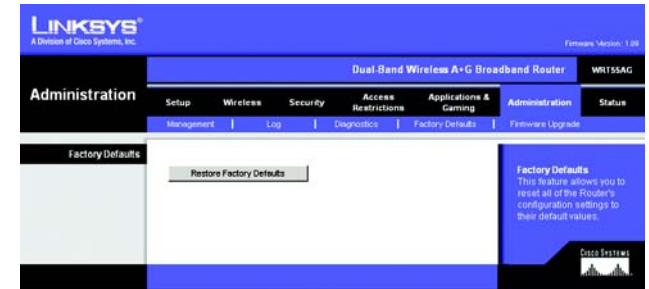 LINKSYS®
A Division of Cisco Systems, Inc.
Firmware Version: 1.09
Dual-Band Wireless A+G Broadband Router
WRT55AG
Administration
Setup
Wireless
Security
Access Restrictions
Applications & Gaming
Administration
Status
Management | Log | Diagnostics | Factory Defaults | Firmware Upgrade
Factory Defaults
Restore Factory Defaults
Factory Defaults
This feature allows you to
reset all of the Router's
configuration settings to
their default values.
CISCO SYSTEMS